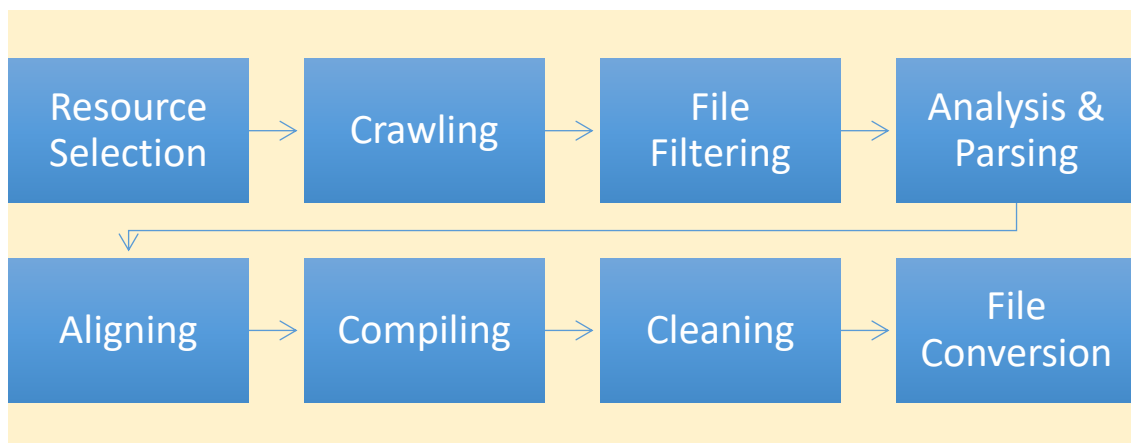 Resource
Selection
Crawling
File
Filtering
Analysis &
Parsing
Aligning
Compiling
Cleaning
File
Conversion